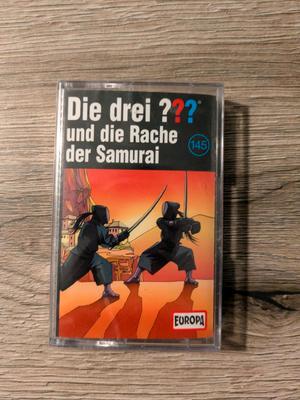 Die drei ???®
und die Rache
der Samurai
145
EUROPA